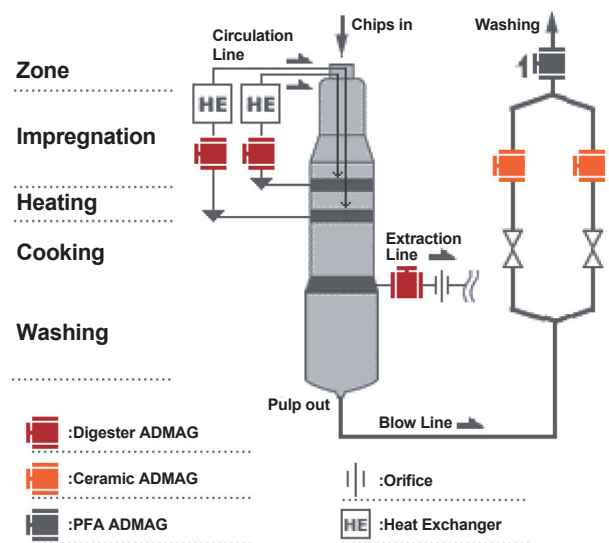 Circulation
Line
Chips in
Washing
Zone
HE
HE
Impregnation
Heating
Cooking
Extraction
Line
Washing
Pulp out
Blow Line
:Digester ADMAG
:Ceramic ADMAG
:Orifice
:PFA ADMAG
HE
:Heat Exchanger